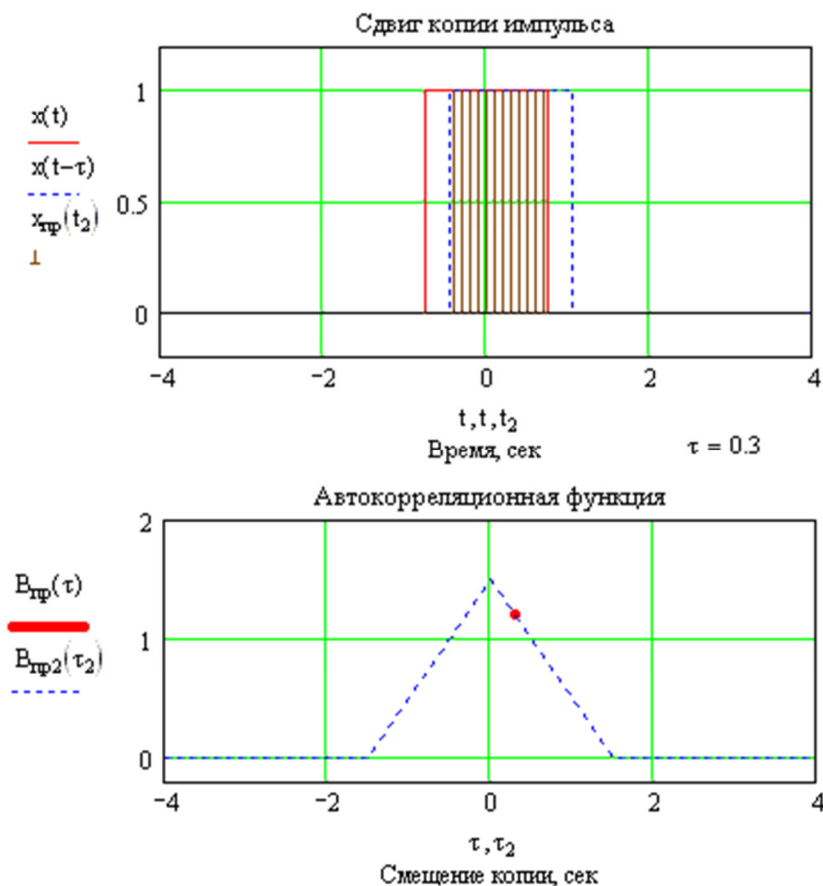 Сдвиг копии импульса
x(t)
x(t−τ)
xпр(t2)
1
0.5
0
−4
−2
0
2
4
t , t , t2
Время, сек
τ = 0.3
Автокорреляционная функция
Bпр(τ)
Bпр2(τ2)
2
1
0
−4
−2
0
2
4
τ , τ2
Смещение копии, сек